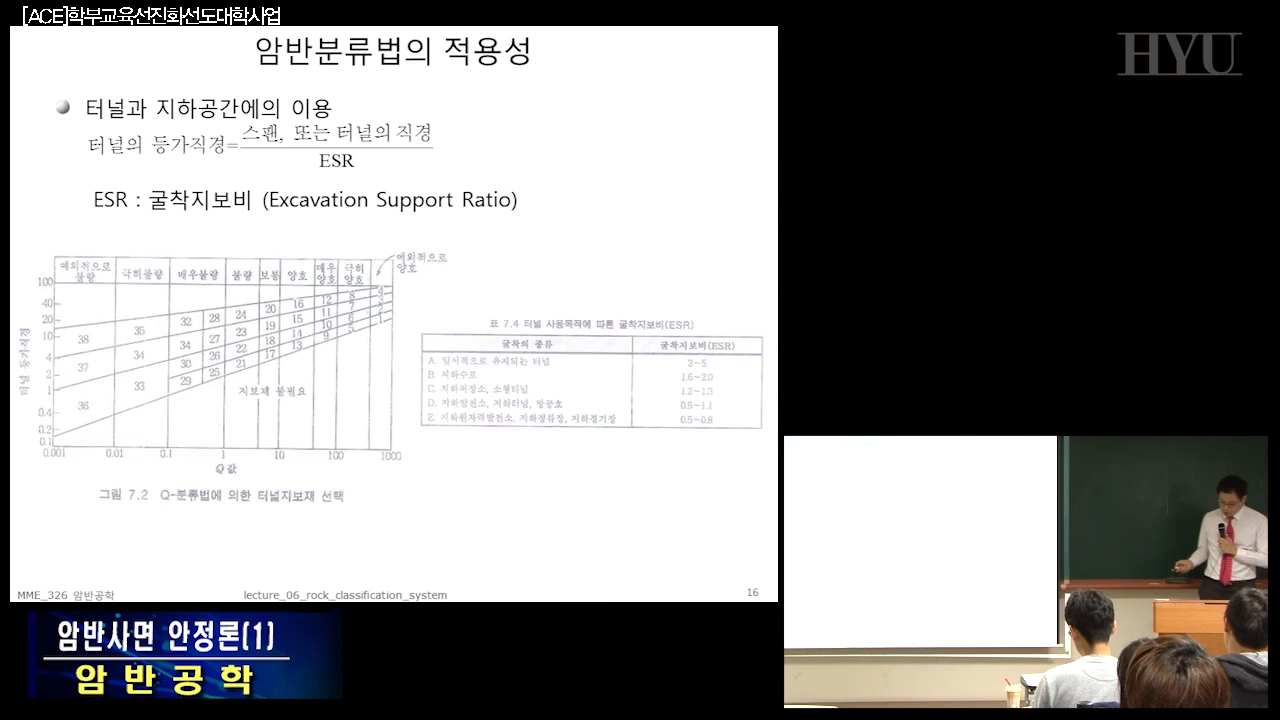 [ACE]학부교육선진화선도대학사업
HYU
암반분류법의 적용성
터널과 지하공간에의 이용
터널의 등가직경=
스팬, 또는 터널의 직경
ESR
ESR : 굴착지보비 (Excavation Support Ratio)
예외적으로 불량
극히불량
매우불량
불량
보통
양호
매우 양호
극히 양호
예외적으로 양호
100
40
20
10
4
2
1
0.4
0.2
0.1
터널 등가직경
38
37
36
35
34
33
32
34
30
29
28
27
26
25
24
23
22
21
20
19
18
17
16
15
14
13
12
11
10
9
8
7
6
5
4
3
1
지보재 불필요
0.001 0.01 0.1 1 10 100 1000
Q 값
그림 7.2 Q-분류법에 의한 터널지보재 선택
표 7.4 터널 사용목적에 따른 굴착지보비(ESR)
굴착의 종류 굴착지보비(ESR)
A. 일시적으로 유지되는 터널 2~5
B. 지하수로 1.6~2.0
C. 지하저장소, 소형터널 1.2~1.3
D. 지하발전소, 지하터널, 방공호 0.9~1.1
E. 지하원자력발전소, 지하정류장, 지하경기장 0.5~0.8
MME_326 암반공학
lecture_06_rock_classification_system
16
암반사면 안정론(1)
암 반 공 학